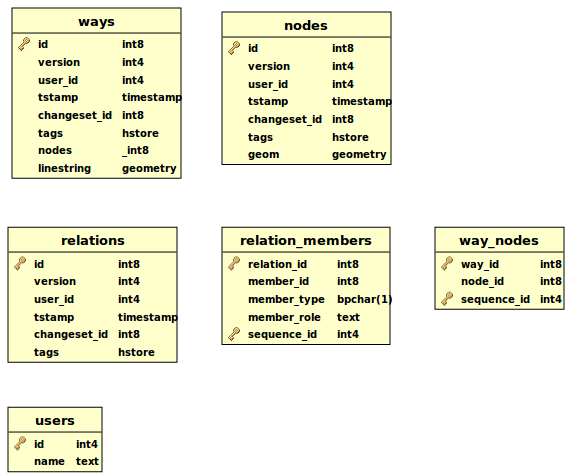 ways
id int8
version int4
user_id int4
tstamp timestamp
changeset_id int8
tags hstore
nodes _int8
linestring geometry
nodes
id int8
version int4
user_id int4
tstamp timestamp
changeset_id int8
tags hstore
geom geometry
relations
id int8
version int4
user_id int4
tstamp timestamp
changeset_id int8
tags hstore
relation_members
relation_id int8
member_id int8
member_type bpchar(1)
member_role text
sequence_id int4
way_nodes
way_id int8
node_id int8
sequence_id int4
users
id int4
name text